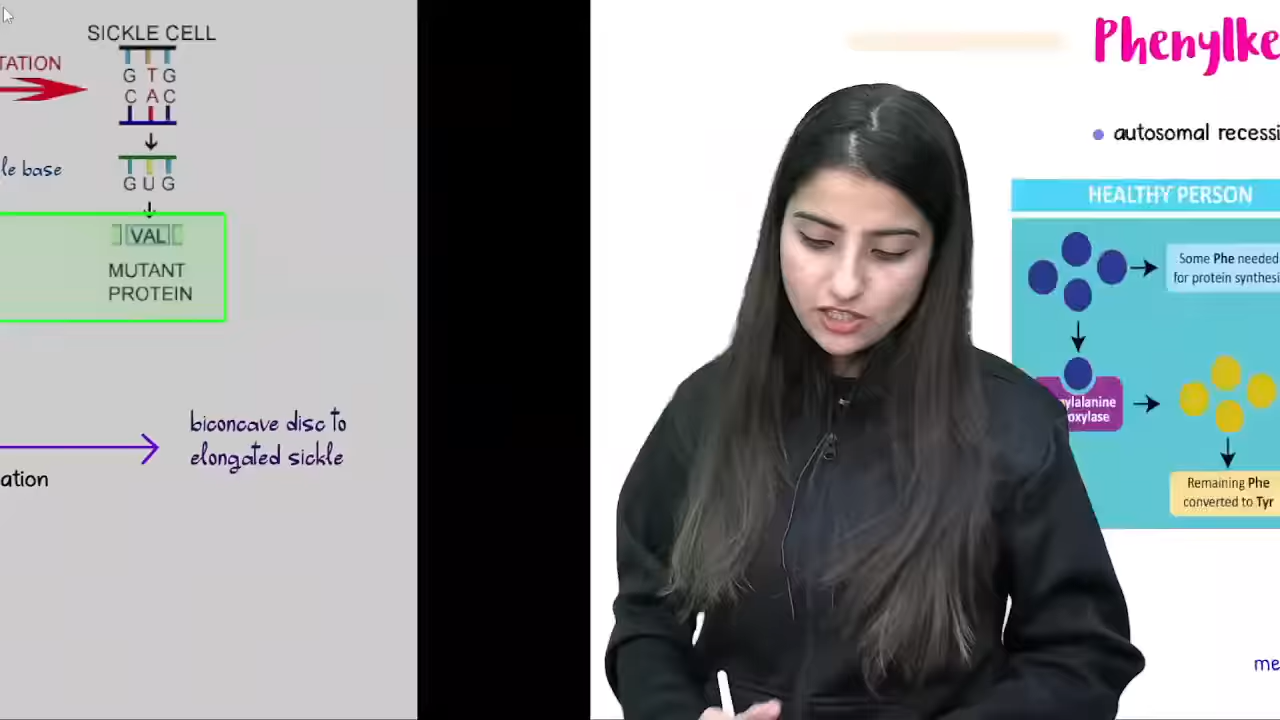 SICKLE CELL
TATION
G T G
C A C
le base
G U G
VAL
MUTANT
PROTEIN
biconcave disc to
elongated sickle
ation
Phenylke
autosomal recessi
HEALTHY PERSON
Some Phe needed
for protein synthesi
ylalanine
oxylase
Remaining Phe
converted to Tyr
me